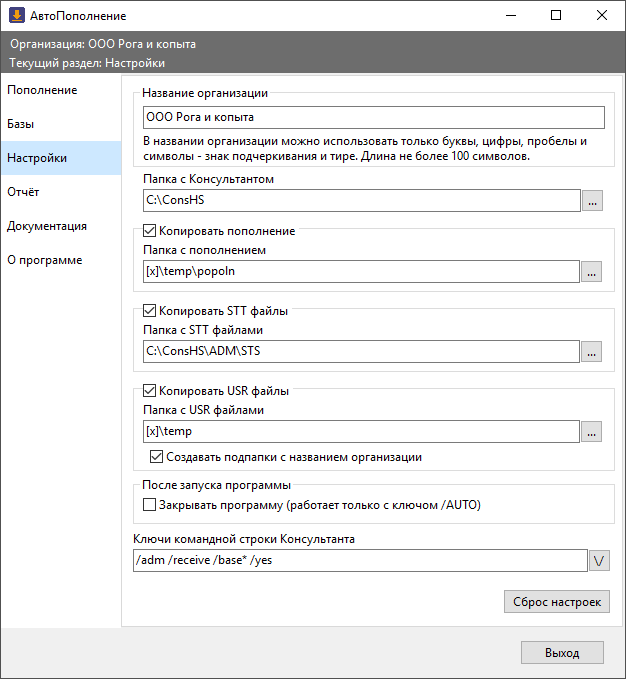 АвтоПополнение
Организация: ООО Рога и копыта
Текущий раздел: Настройки
Пополнение
Базы
Настройки
Отчёт
Документация
О программе
Название организации
ООО Рога и копыта
В названии организации можно использовать только буквы, цифры, пробелы и
символы - знак подчеркивания и тире. Длина не более 100 символов.
Папка с Консультантом
C:\ConsHS
...
Копировать пополнение
Папка с пополнением
[x]\temp\popoln
...
Копировать STT файлы
Папка с STT файлами
C:\ConsHS\ADM\STS
...
Копировать USR файлы
Папка с USR файлами
[x]\temp
...
Создавать подпапки с названием организации
После запуска программы
Закрывать программу (работает только с ключом /AUTO)
Ключи командной строки Консультанта
/adm /receive /base* /yes
\/
Сброс настроек
Выход